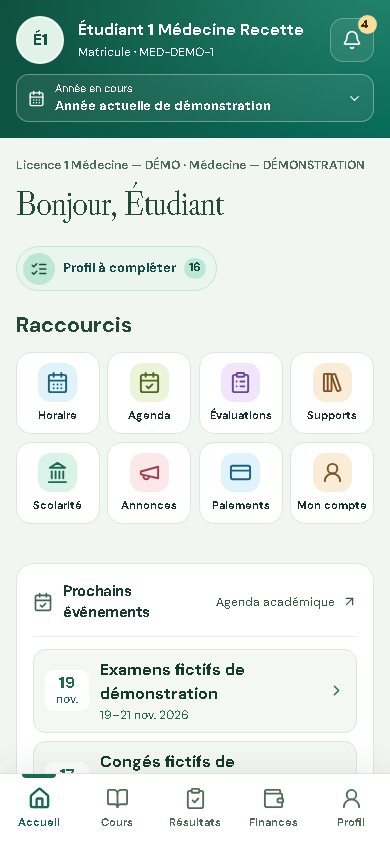 É1
Étudiant 1 Médecine Recette
Matricule · MED-DEMO-1
4
Année en cours
Année actuelle de démonstration
Licence 1 Médecine — DÉMO · Médecine — DÉMONSTRATION
Bonjour, Étudiant
Profil à compléter 16
Raccourcis
Horaire
Agenda
Évaluations
Supports
Scolarité
Annonces
Paiements
Mon compte
Prochains événements
Agenda académique
19 nov.
Examens fictifs de démonstration
19–21 nov. 2026
17
Congés fictifs de
Accueil
Cours
Résultats
Finances
Profil